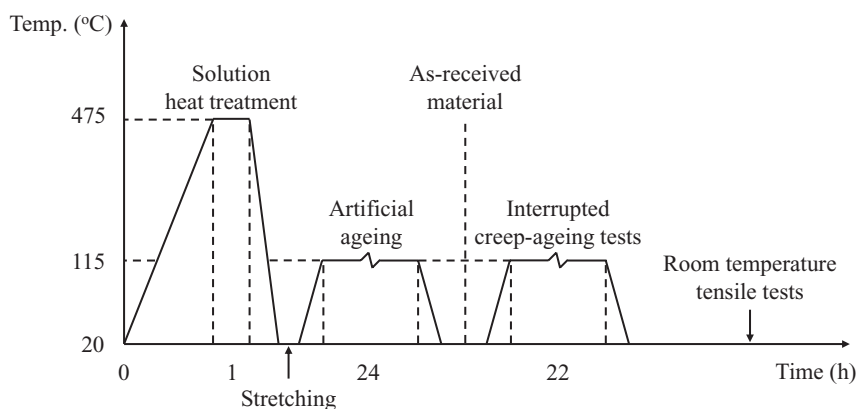 Temp. (°C)
Solution
heat treatment
As-received
material
475
Artificial
ageing
Interrupted
creep-ageing tests
115
Room temperature
tensile tests
20
0
1
24
22
Time (h)
Stretching